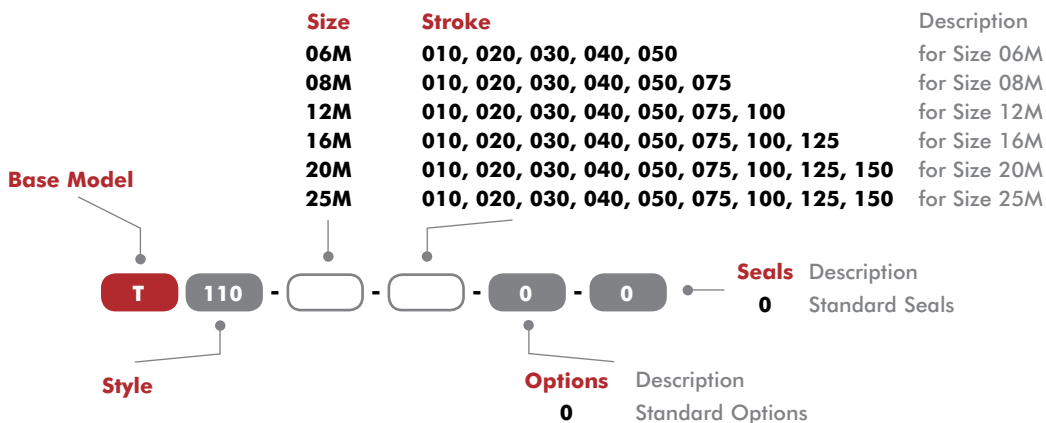 Size Stroke Description
06M 010, 020, 030, 040, 050 for Size 06M
08M 010, 020, 030, 040, 050, 075 for Size 08M
12M 010, 020, 030, 040, 050, 075, 100 for Size 12M
16M 010, 020, 030, 040, 050, 075, 100, 125 for Size 16M
20M 010, 020, 030, 040, 050, 075, 100, 125, 150 for Size 20M
25M 010, 020, 030, 040, 050, 075, 100, 125, 150 for Size 25M
Base Model
T 110 - - - 0 - 0
Seals Description
0 Standard Seals
Style
Options Description
0 Standard Options